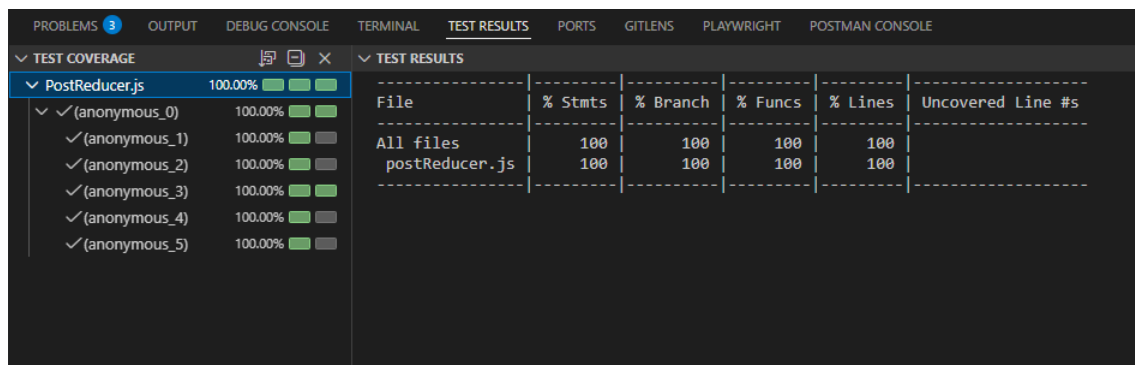 PROBLEMS 3 OUTPUT DEBUG CONSOLE TERMINAL TEST RESULTS PORTS GITLENS PLAYWRIGHT POSTMAN CONSOLE
TEST COVERAGE
PostReducer.js 100.00%
(anonymous_0) 100.00%
(anonymous_1) 100.00%
(anonymous_2) 100.00%
(anonymous_3) 100.00%
(anonymous_4) 100.00%
(anonymous_5) 100.00%
TEST RESULTS
----------------|---------|----------|---------|---------|-------------------
File            | % Stmts | % Branch | % Funcs | % Lines | Uncovered Line #s
----------------|---------|----------|---------|---------|-------------------
All files       |     100 |      100 |     100 |     100 |
 postReducer.js |     100 |      100 |     100 |     100 |
----------------|---------|----------|---------|---------|-------------------